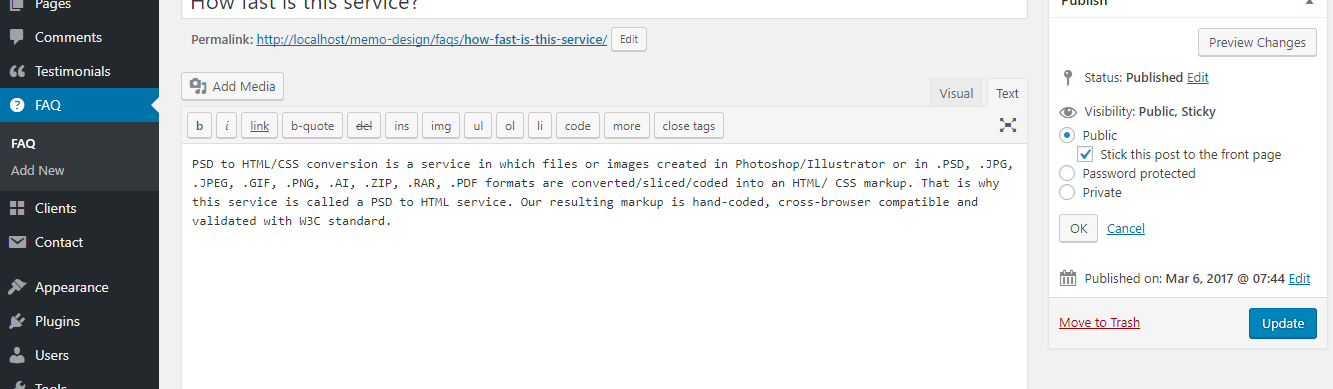 Pages
Comments
Testimonials
FAQ
FAQ
Add New
Clients
Contact
Appearance
Plugins
Users
Tools
How fast is this service?
Permalink: http://localhost/memo-design/faqs/how-fast-is-this-service/ Edit
Add Media
Visual Text
b i link b-quote del ins img ul ol li code more close tags
PSD to HTML/CSS conversion is a service in which files or images created in Photoshop/Illustrator or in .PSD, .JPG,
.JPEG, .GIF, .PNG, .AI, .ZIP, .RAR, .PDF formats are converted/sliced/coded into an HTML/ CSS markup. That is why
this service is called a PSD to HTML service. Our resulting markup is hand-coded, cross-browser compatible and
validated with W3C standard.
Publish
Preview Changes
Status: Published Edit
Visibility: Public, Sticky
Public
Stick this post to the front page
Password protected
Private
OK Cancel
Published on: Mar 6, 2017 @ 07:44 Edit
Move to Trash Update